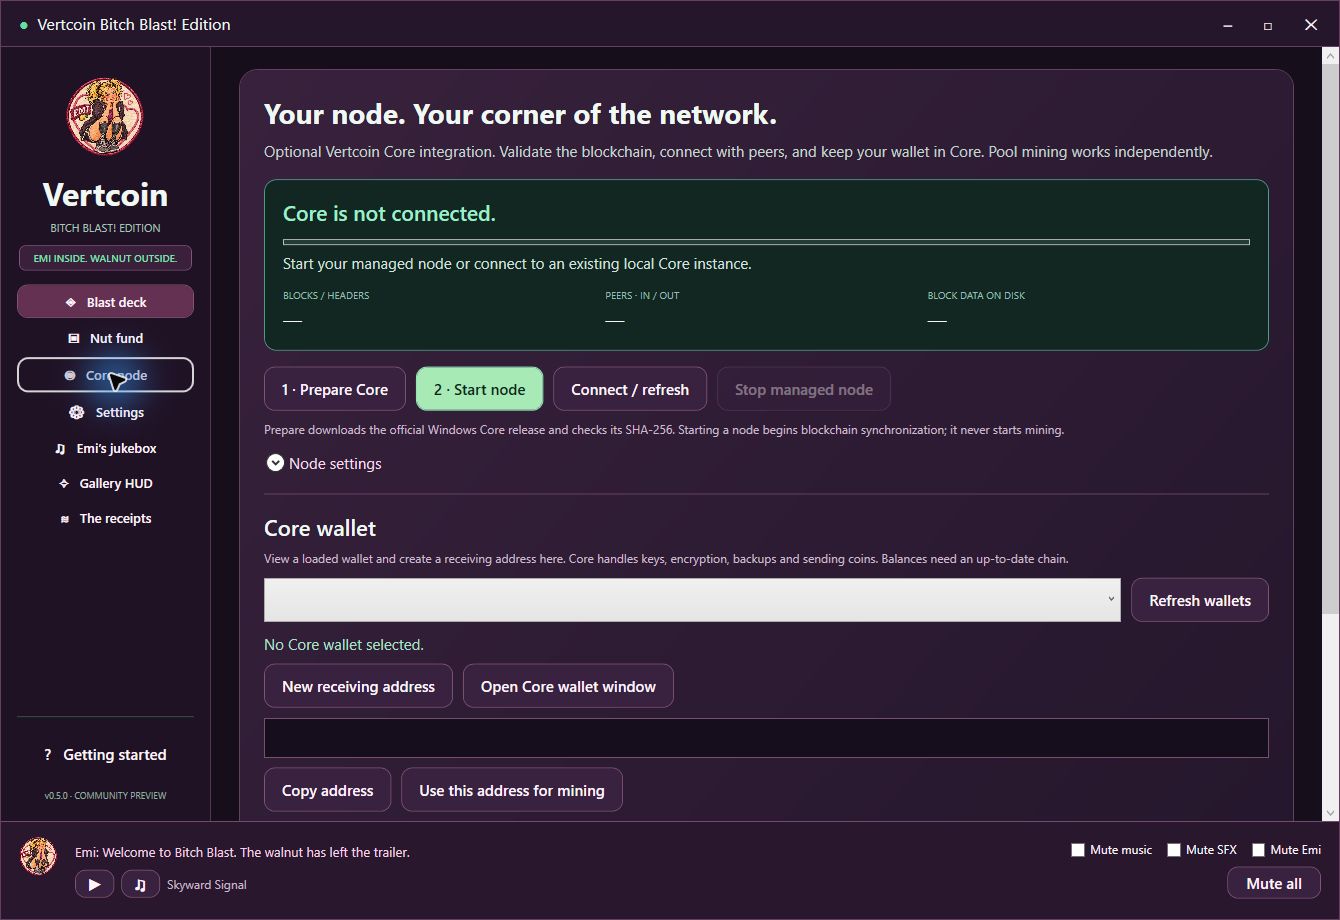 Vertcoin Bitch Blast! Edition
EMI
Vertcoin
BITCH BLAST! EDITION
EMI INSIDE. WALNUT OUTSIDE.
Blast deck
Nut fund
Core node
Settings
Emi's jukebox
Gallery HUD
The receipts
? Getting started
v0.5.0 · COMMUNITY PREVIEW
Your node. Your corner of the network.
Optional Vertcoin Core integration. Validate the blockchain, connect with peers, and keep your wallet in Core. Pool mining works independently.
Core is not connected.
Start your managed node or connect to an existing local Core instance.
BLOCKS / HEADERS PEERS · IN / OUT BLOCK DATA ON DISK
— — —
1 · Prepare Core 2 · Start node Connect / refresh Stop managed node
Prepare downloads the official Windows Core release and checks its SHA-256. Starting a node begins blockchain synchronization; it never starts mining.
Node settings
Core wallet
View a loaded wallet and create a receiving address here. Core handles keys, encryption, backups and sending coins. Balances need an up-to-date chain.
Refresh wallets
No Core wallet selected.
New receiving address Open Core wallet window
Copy address Use this address for mining
Emi: Welcome to Bitch Blast. The walnut has left the trailer.
Skyward Signal
Mute music Mute SFX Mute Emi
Mute all